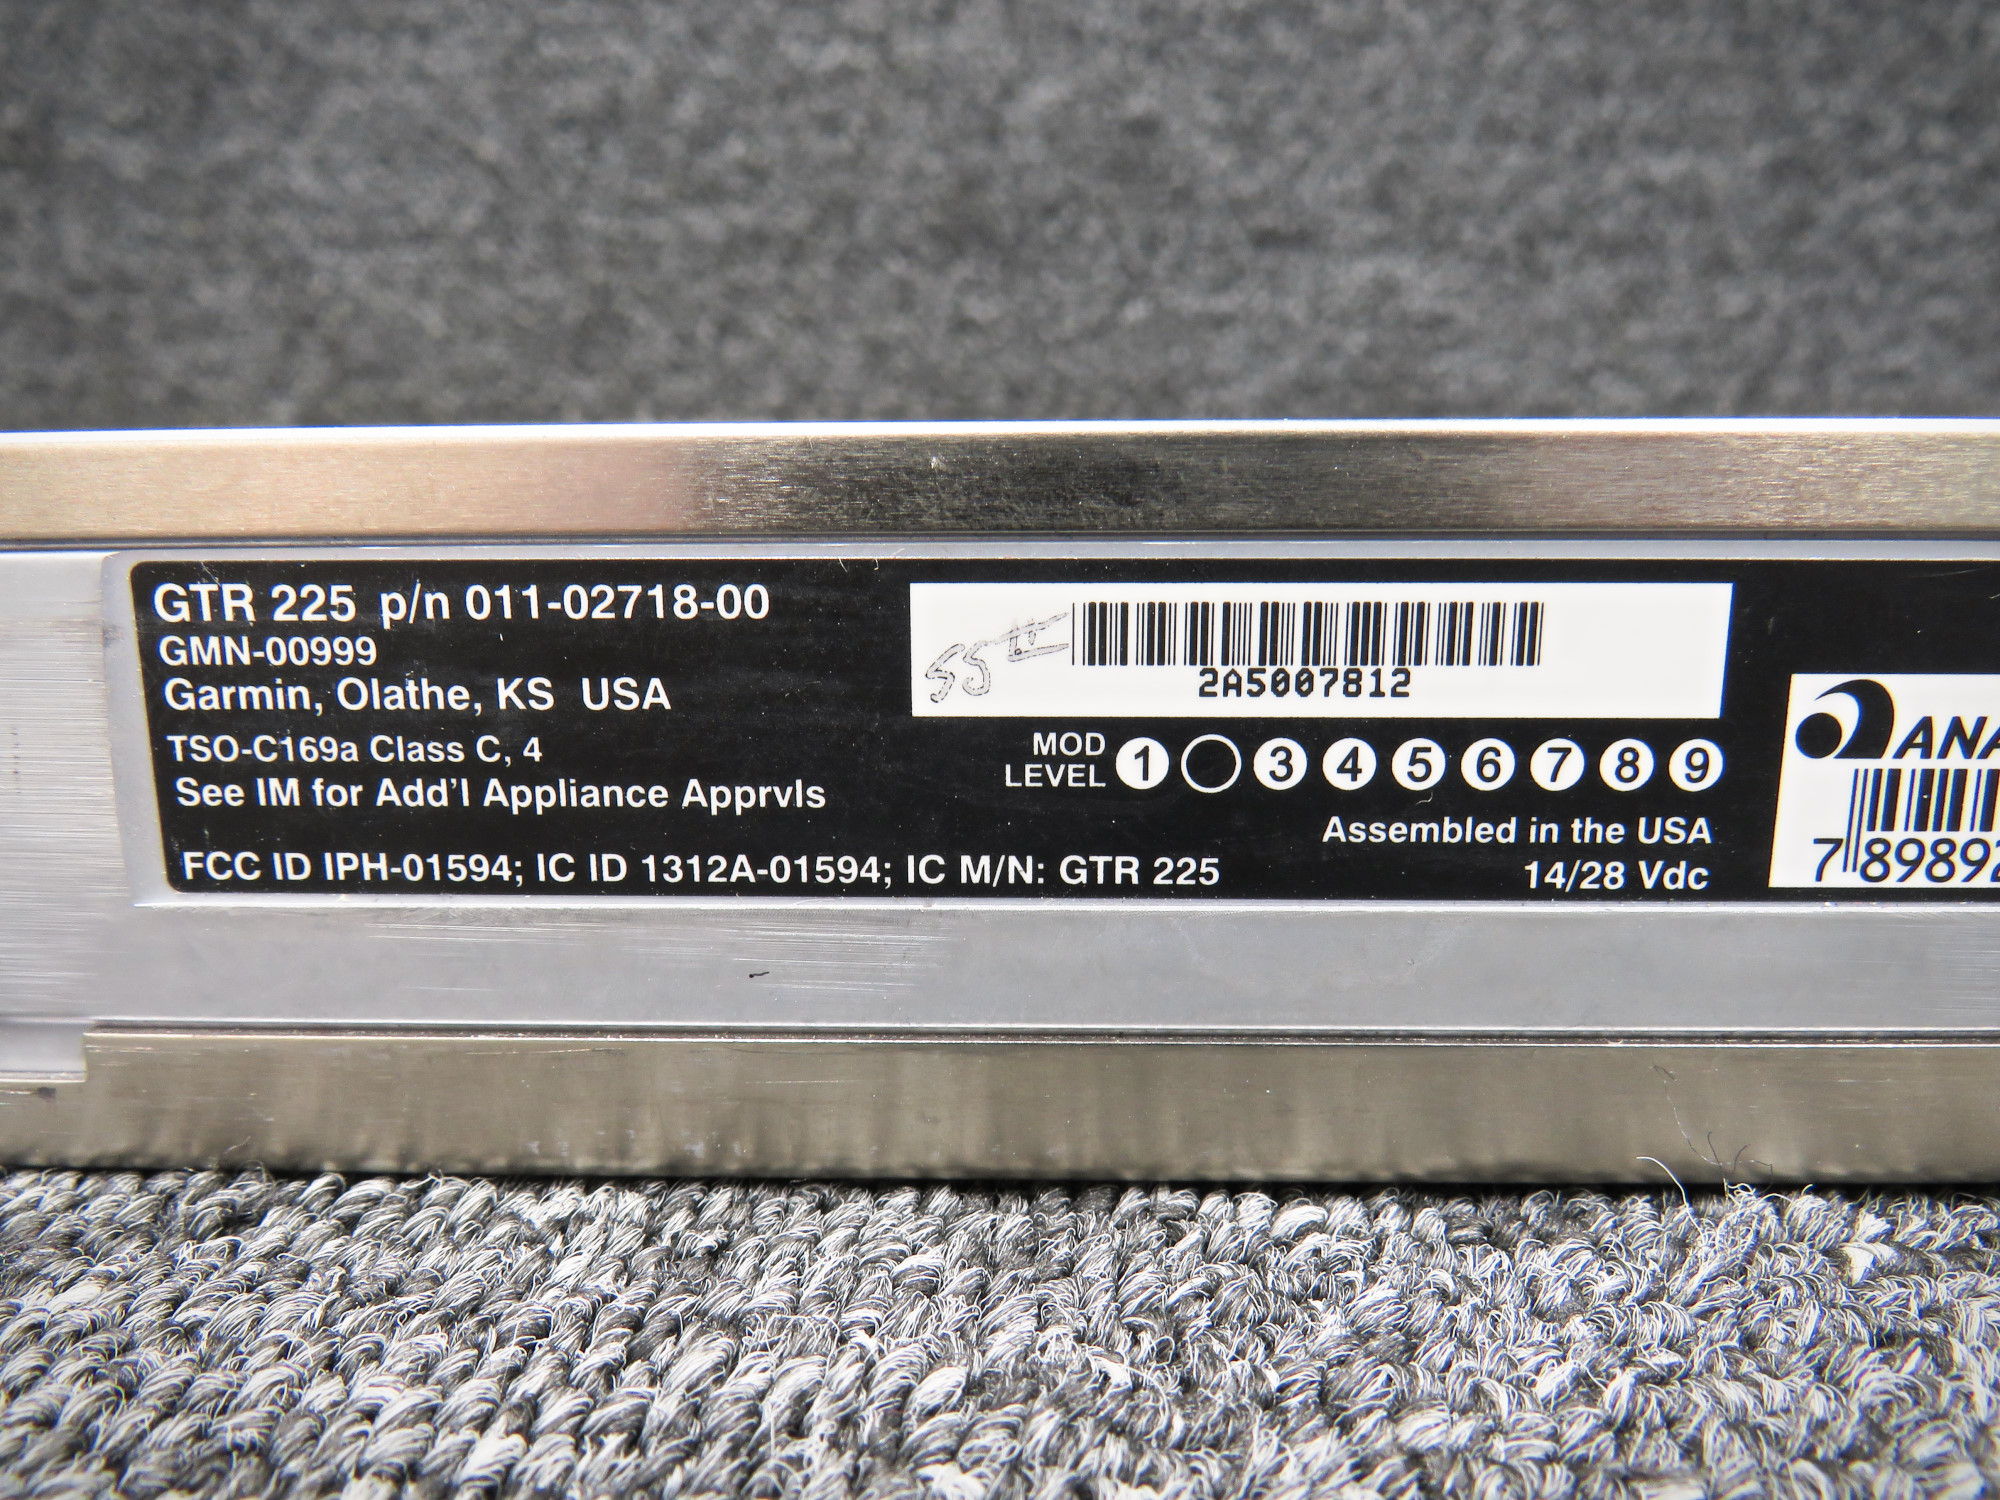 GTR 225 p/n 011-02718-00
GMN-00999
Garmin, Olathe, KS USA
TSO-C169a Class C, 4
See IM for Add'l Appliance Apprvls
FCC ID IPH-01594; IC ID 1312A-01594; IC M/N: GTR 225
2A5007812
MOD LEVEL 1 3 4 5 6 7 8 9
Assembled in the USA
14/28 Vdc